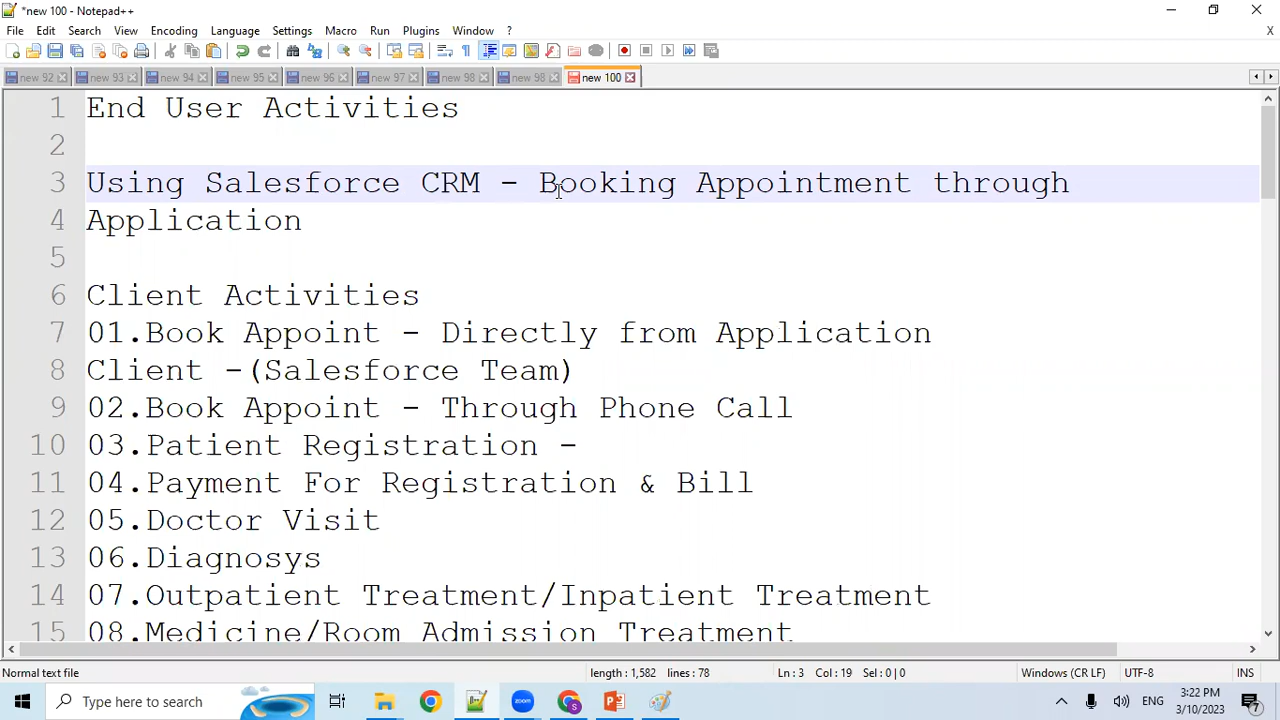 *new 100 - Notepad++
File Edit Search View Encoding Language Settings Macro Run Plugins Window ? X
new 92 new 93 new 94 new 95 new 96 new 97 new 98 new 98 new 100
1 End User Activities
2
3 Using Salesforce CRM - Booking Appointment through
4 Application
5
6 Client Activities
7 01.Book Appoint - Directly from Application
8 Client -(Salesforce Team)
9 02.Book Appoint - Through Phone Call
10 03.Patient Registration -
11 04.Payment For Registration & Bill
12 05.Doctor Visit
13 06.Diagnosys
14 07.Outpatient Treatment/Inpatient Treatment
15 08.Medicine/Room Admission Treatment
Normal text file length : 1,582 lines : 78 Ln : 3 Col : 19 Sel : 0 | 0 Windows (CR LF) UTF-8 INS
Type here to search zoom ENG 3:22 PM
3/10/2023 7